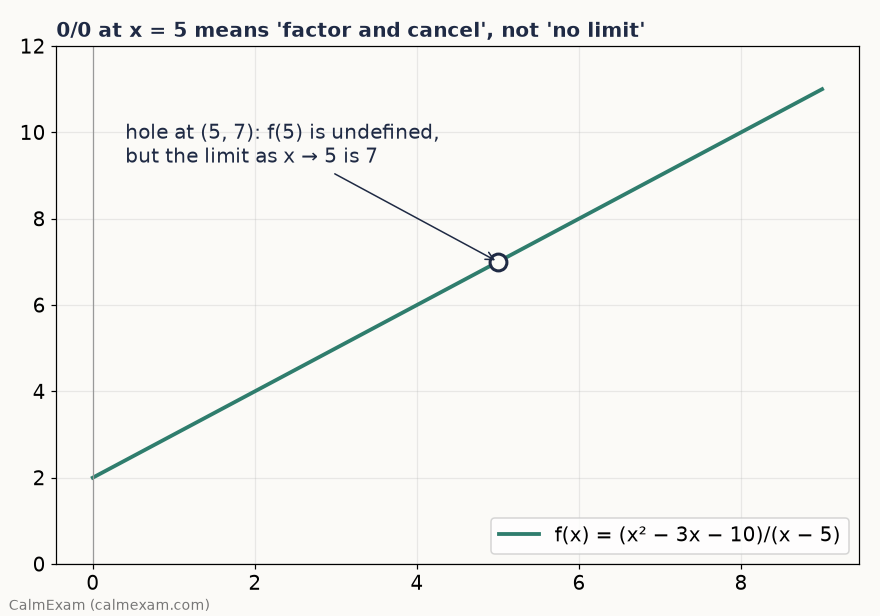 0/0 at x = 5 means 'factor and cancel', not 'no limit'
12
10
8
6
4
2
0
hole at (5, 7): f(5) is undefined,
but the limit as x → 5 is 7
f(x) = (x² − 3x − 10)/(x − 5)
0 2 4 6 8
CalmExam (calmexam.com)